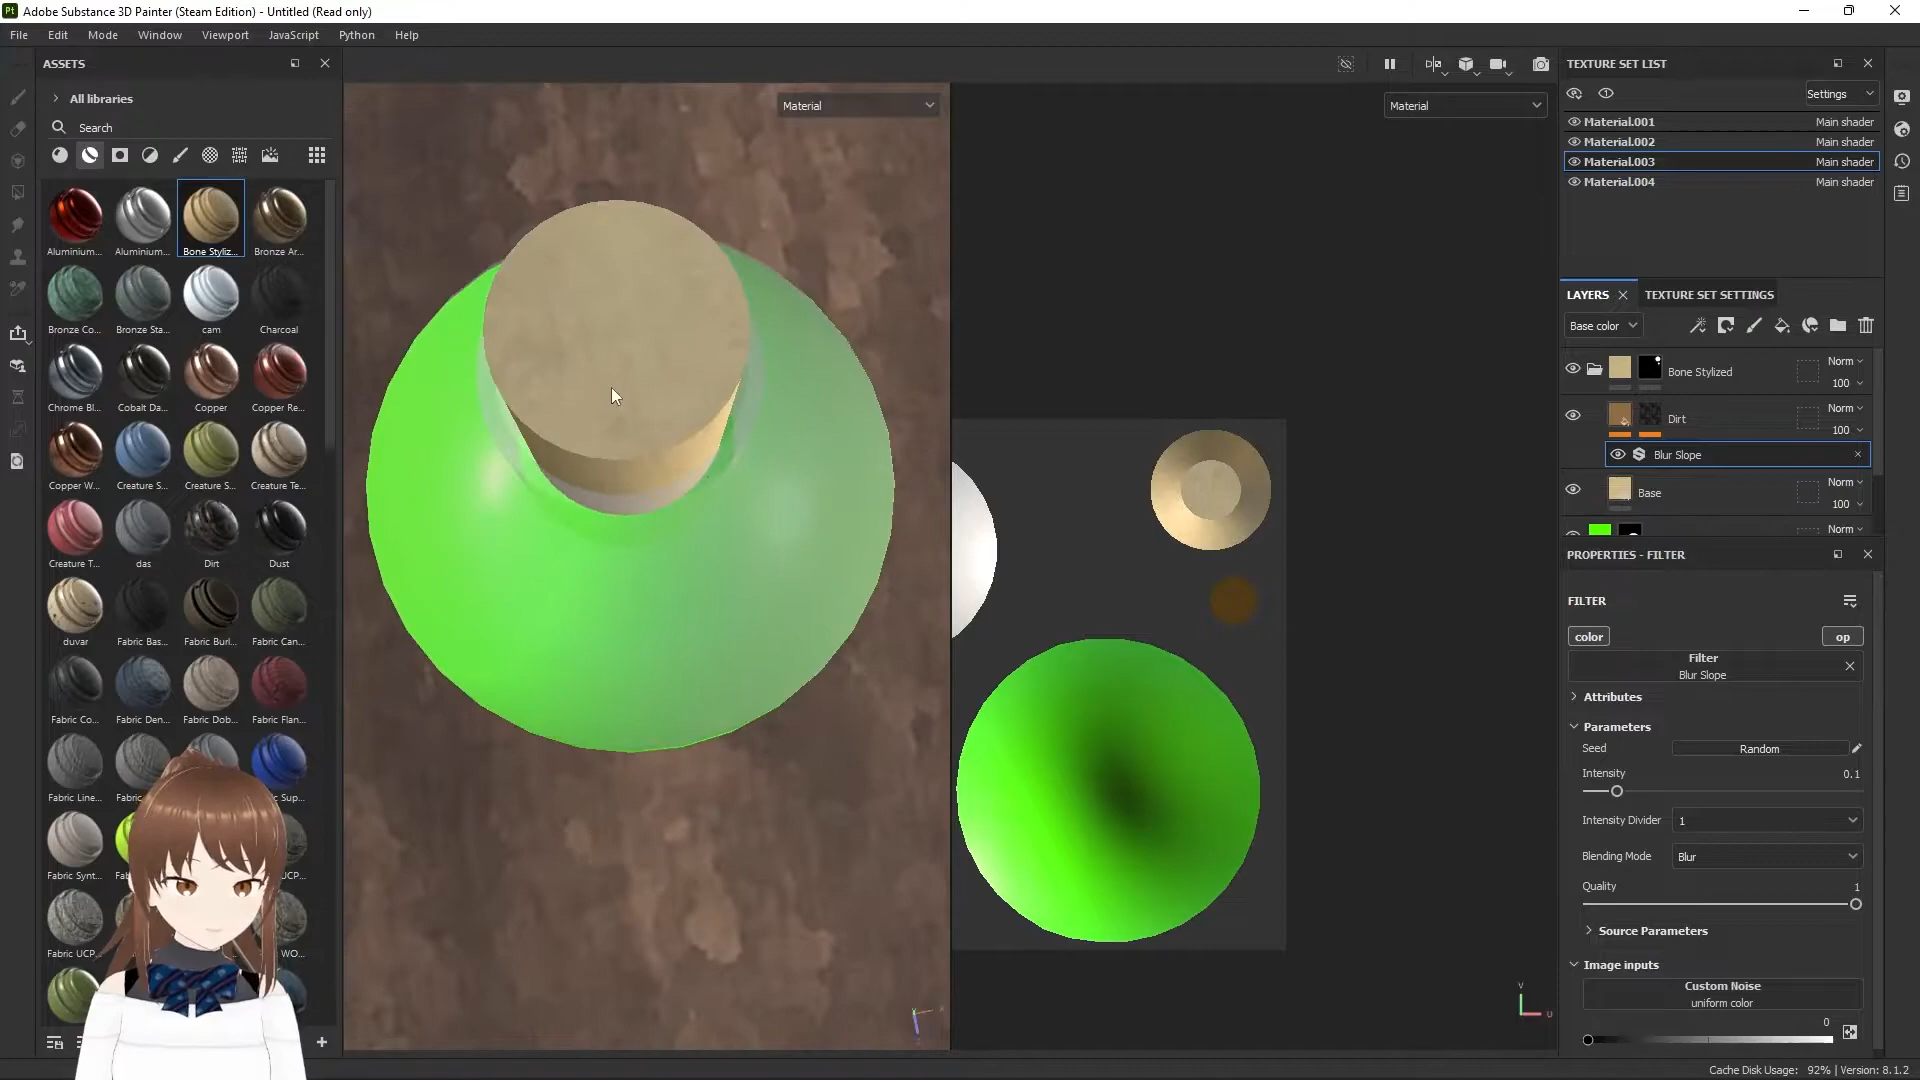 Pt Adobe Substance 3D Painter (Steam Edition) - Untitled (Read only)
File Edit Mode Window Viewport JavaScript Python Help
ASSETS
All libraries
Search
Aluminium... Aluminium... Bone Styliz... Bronze Ar...
Bronze Co... Bronze Sta... cam Charcoal
Chrome Bl... Cobalt Da... Copper Copper Re...
Copper W... Creature S... Creature S... Creature Te...
Creature T... das Dirt Dust
duvar Fabric Bas... Fabric Burl... Fabric Can...
Fabric Co... Fabric Den... Fabric Dob... Fabric Flan...
Fabric Line... Fabric Sup...
Fabric Synt... UCP...
Fabric UCP... WO...
Material
Material
V
U
TEXTURE SET LIST
Settings
Material.001 Main shader
Material.002 Main shader
Material.003 Main shader
Material.004 Main shader
LAYERS TEXTURE SET SETTINGS
Base color
Bone Stylized Norm 100
Dirt Norm 100
Blur Slope
Base Norm 100
Norm
PROPERTIES - FILTER
FILTER
color op
Filter
Blur Slope
Attributes
Parameters
Seed Random
Intensity 0.1
Intensity Divider 1
Blending Mode Blur
Quality 1
Source Parameters
Image inputs
Custom Noise
uniform color
0
Cache Disk Usage: 92% | Version: 8.1.2